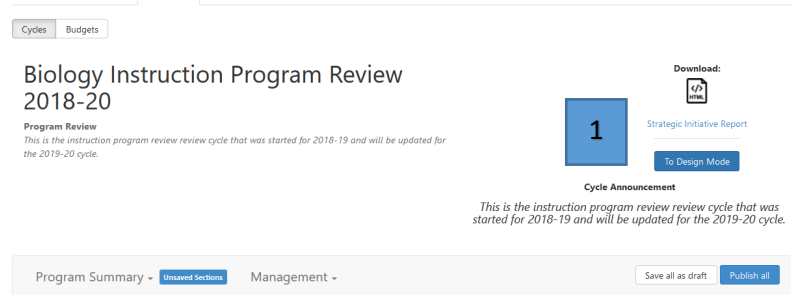 Cycles Budgets
Biology Instruction Program Review
2018-20
Program Review
This is the instruction program review review cycle that was started for 2018-19 and will be updated for
the 2019-20 cycle.
Download:
</>
HTML
1
Strategic Initiative Report
To Design Mode
Cycle Announcement
This is the instruction program review review cycle that was
started for 2018-19 and will be updated for the 2019-20 cycle.
Program Summary Unsaved Sections Management Save all as draft Publish all